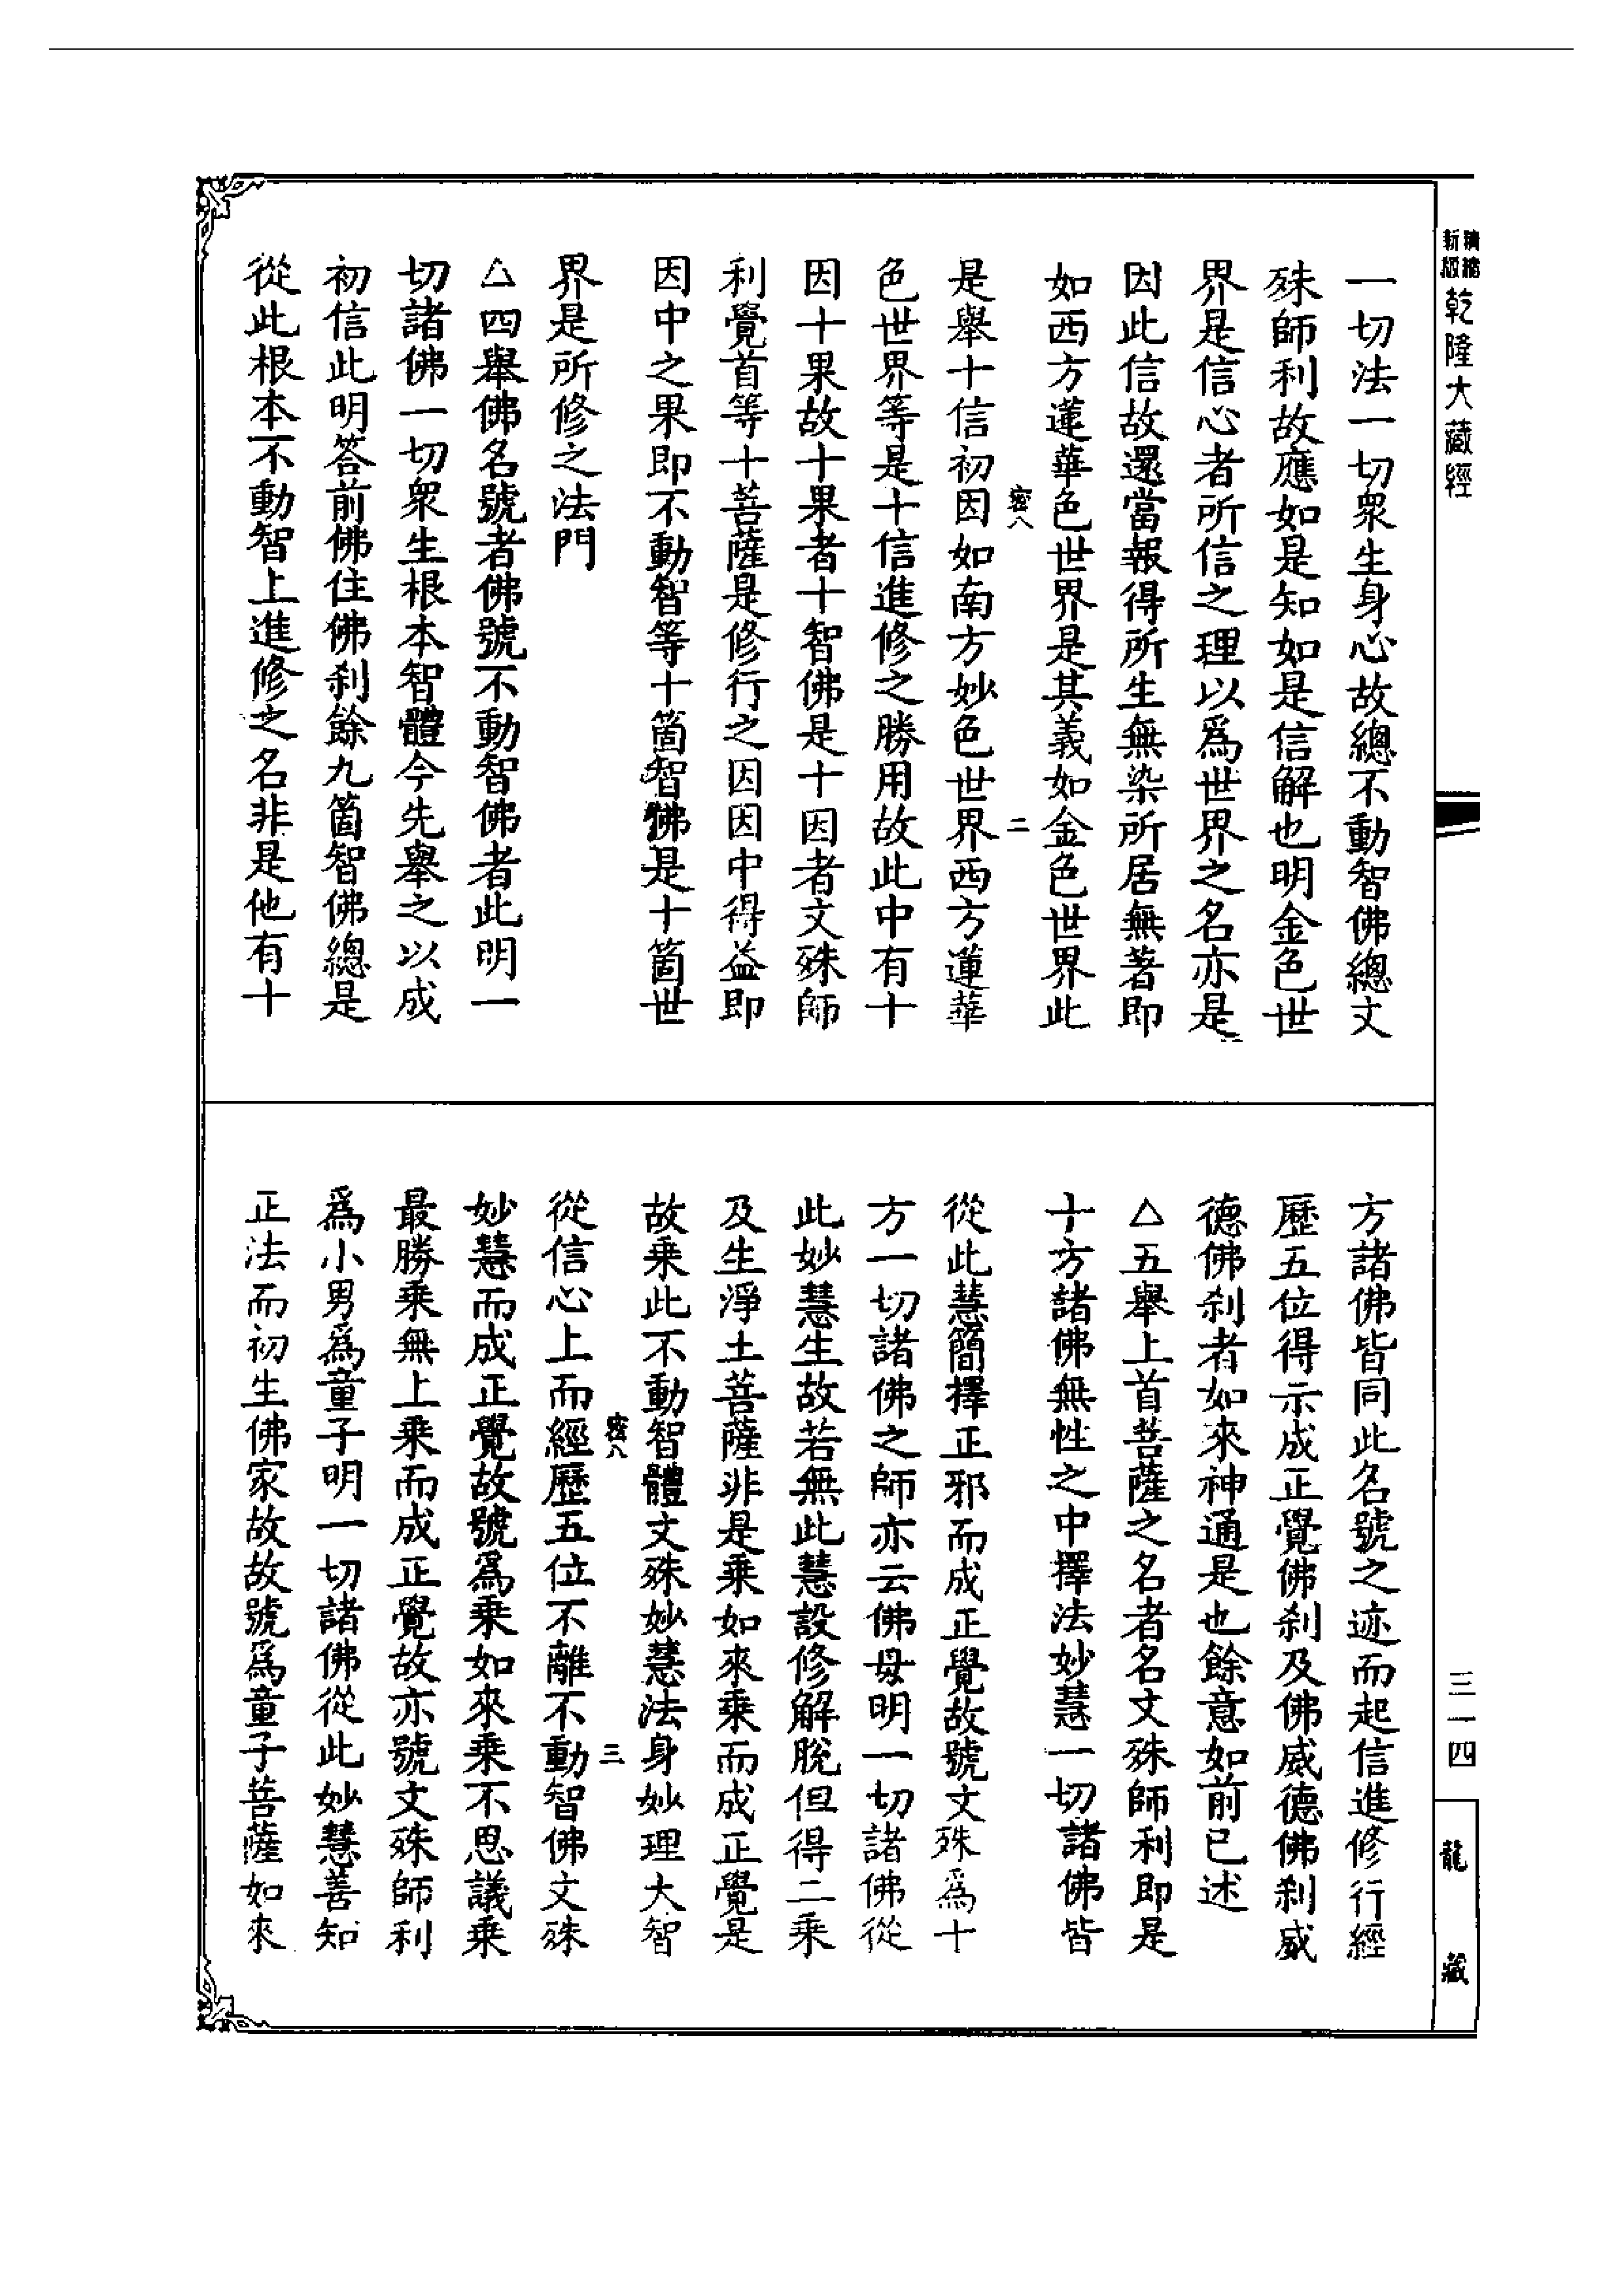 精縮
新版
乾隆大藏經
一切法一切衆生身心故總不動智佛總文
殊師利故應如是知如是信解也明金色世
界是信心者所信之理以爲世界之名亦是
因此信故還當報得所生無染所居無著即
如西方蓮華色世界是其義如金色世界此
密八 二
是舉十信初因如南方妙色世界西方蓮華
色世界等是十信進修之勝用故此中有十
因十果故十果者十智佛是十因者文殊師
利覺首等十菩薩是修行之因因中得益即
因中之果即不動智等十箇智佛是十箇世
界是所修之法門
△四舉佛名號者佛號不動智佛者此明一
切諸佛一切衆生根本智體今先舉之以成
初信此明答前佛住佛刹餘九箇智佛總是
從此根本不動智上進修之名非是他有十
方諸佛皆同此名號之迹而起信進修行經
歷五位得示成正覺佛刹及佛威德佛刹威
德佛刹者如來神通是也餘意如前已述
△五舉上首菩薩之名者名文殊師利即是
十方諸佛無性之中擇法妙慧一切諸佛皆
從此慧簡擇正邪而成正覺故號文殊爲十
方一切諸佛之師亦云佛母明一切諸佛從
此妙慧生故若無此慧設修解脫但得二乘
及生淨土菩薩非是乘如來乘而成正覺是
故乘此不動智體文殊妙慧法身妙理大智
密八 三
從信心上而經歷五位不離不動智佛文殊
妙慧而成正覺故號爲乘如來乘不思議乘
最勝乘無上乘而成正覺故亦號文殊師利
爲小男爲童子明一切諸佛從此妙慧善知
正法而初生佛家故故號爲童子菩薩如來
三一四
龍藏